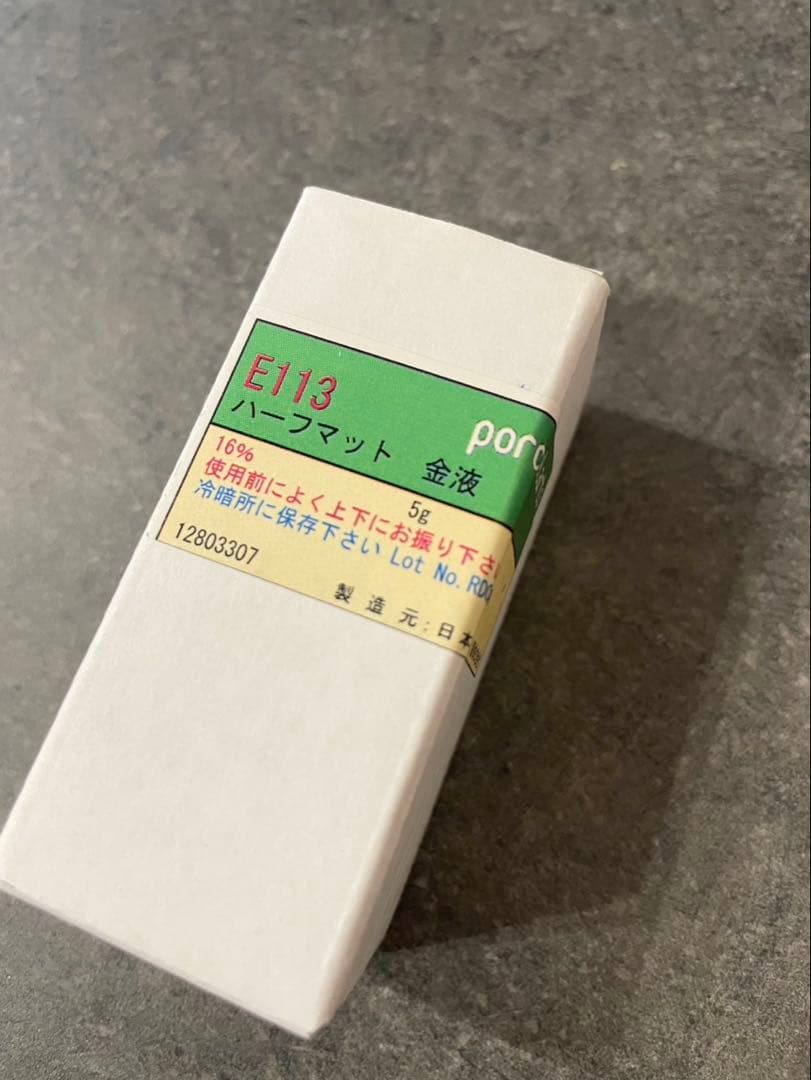 E113
ハーフマット 金液
porc
16% 5g
使用前によく上下にお振り下さ
冷暗所に保存下さい Lot No. RD
12803307
製造元:日本